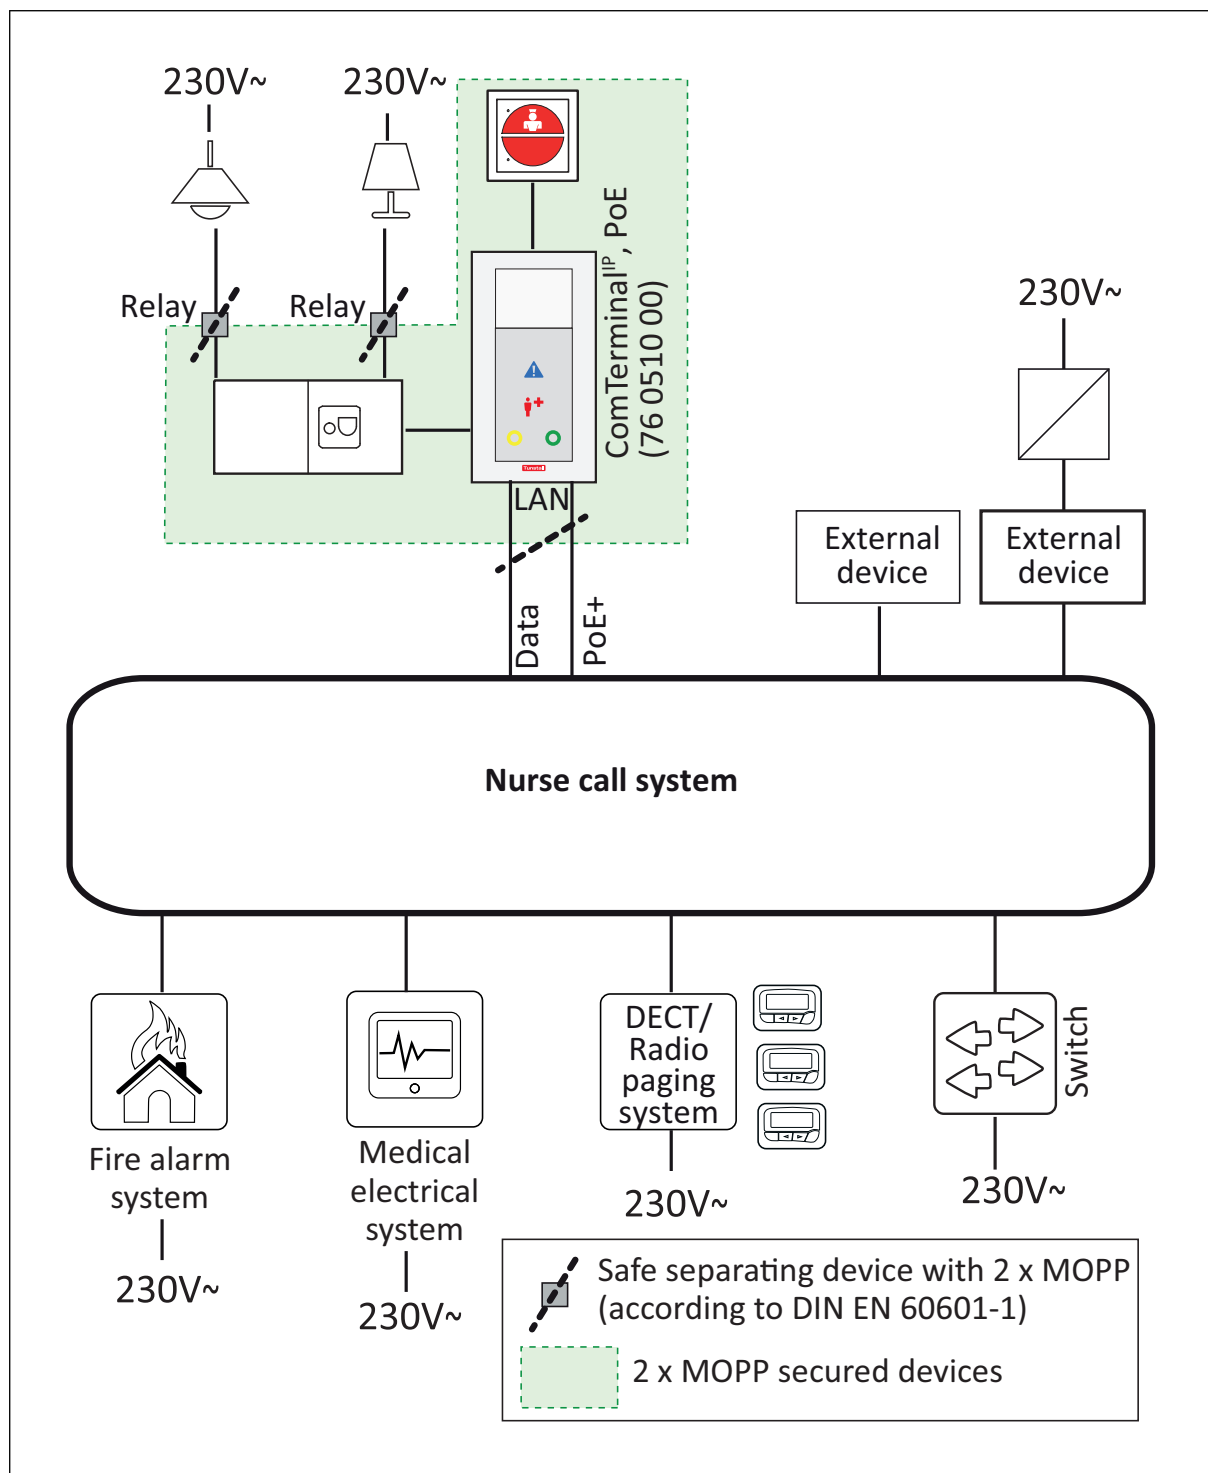 230V~
230V~
ComTerminalIP, PoE
(76 0510 00)
Relay
Relay
230V~
Tunstall
LAN
External
device
External
device
Data
PoE+
Nurse call system
DECT/
Radio
paging
system
Switch
Fire alarm
system
Medical
electrical
system
230V~
230V~
230V~
230V~
Safe separating device with 2 x MOPP
(according to DIN EN 60601-1)
2 x MOPP secured devices